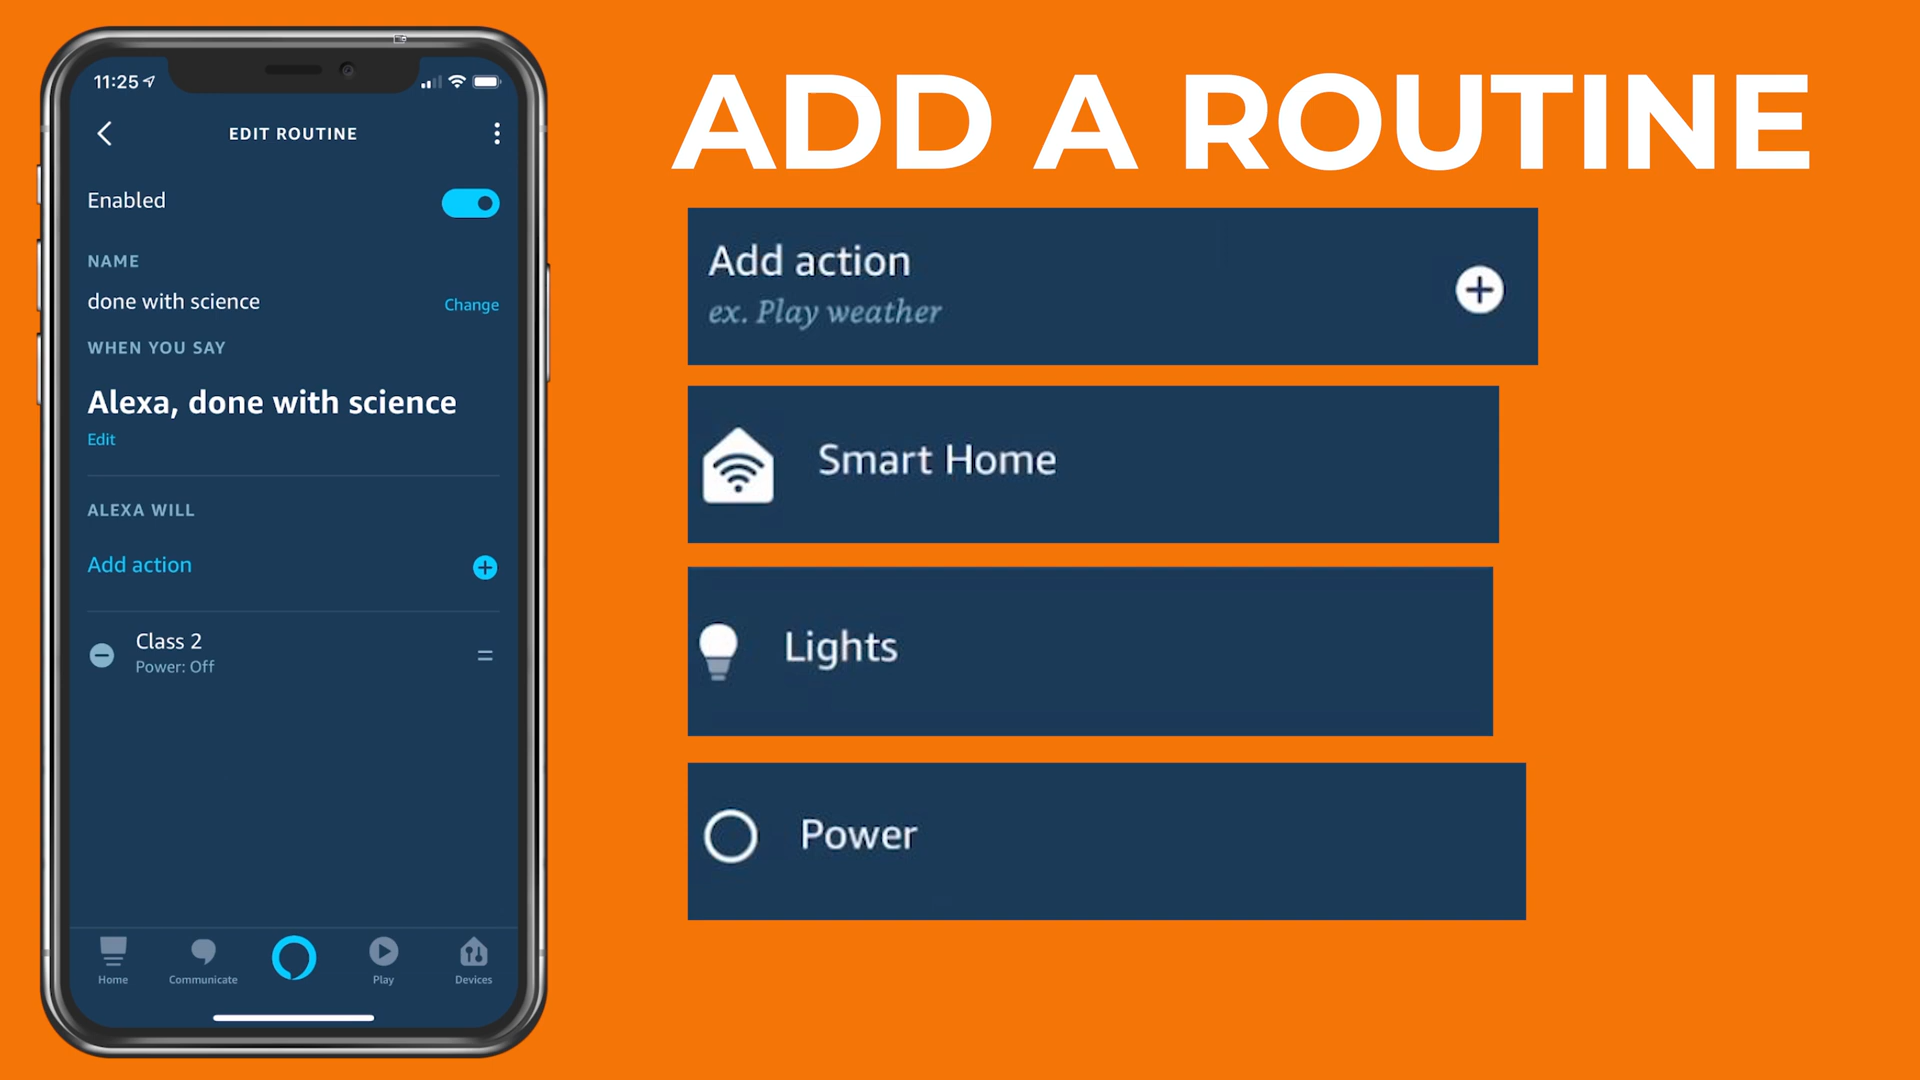 11:25
EDIT ROUTINE
Enabled
NAME
done with science
Change
WHEN YOU SAY
Alexa, done with science
Edit
ALEXA WILL
Add action
Class 2
Power: Off
Home
Communicate
Play
Devices
ADD A ROUTINE
Add action
ex. Play weather
Smart Home
Lights
Power